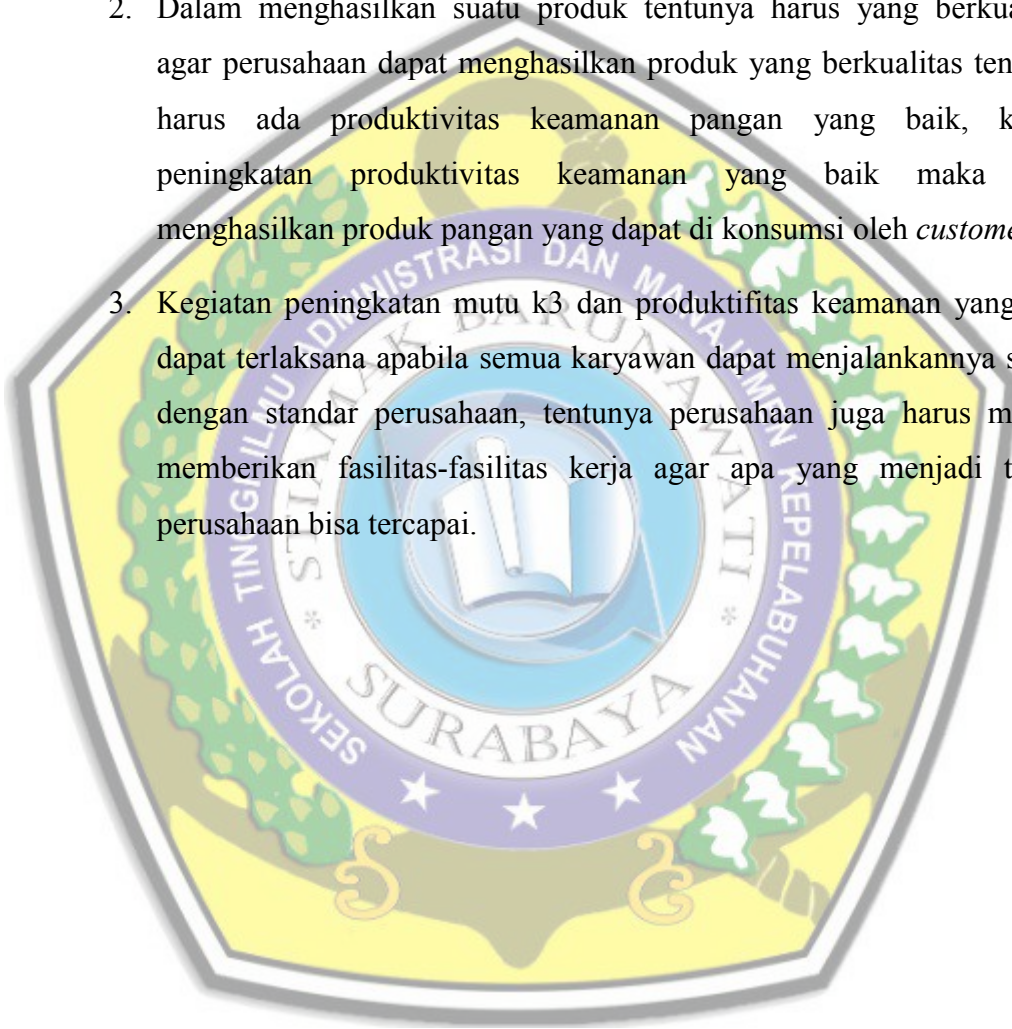 2. Dalam menghasilkan suatu produk tentunya harus yang berkua
agar perusahaan dapat menghasilkan produk yang berkualitas ten
harus ada produktivitas keamanan pangan yang baik, k
peningkatan produktivitas keamanan yang baik maka
menghasilkan produk pangan yang dapat di konsumsi oleh custome
3. Kegiatan peningkatan mutu k3 dan produktifitas keamanan yang
dapat terlaksana apabila semua karyawan dapat menjalankannya s
dengan standar perusahaan, tentunya perusahaan juga harus m
memberikan fasilitas-fasilitas kerja agar apa yang menjadi t
perusahaan bisa tercapai.
SEKOLAH TINGGI ILMU ADMINISTRASI DAN MANAJEMEN KEPELABUHANAN
STIAMAK BARUNAWATI
* SURABAYA *